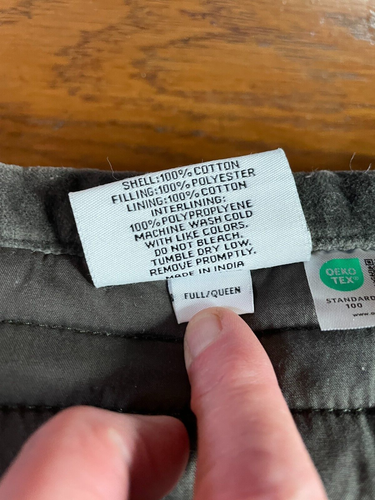 SHELL:100% COTTON
FILLING:100% POLYESTER
LINING:100% COTTON
INTERLINING:
100% POLYPROPLYENE
MACHINE WASH COLD
WITH LIKE COLORS.
DO NOT BLEACH.
TUMBLE DRY LOW.
REMOVE PROMPTLY.
MADE IN INDIA
FULL/QUEEN
OEKO
TEX®
STANDARD
100